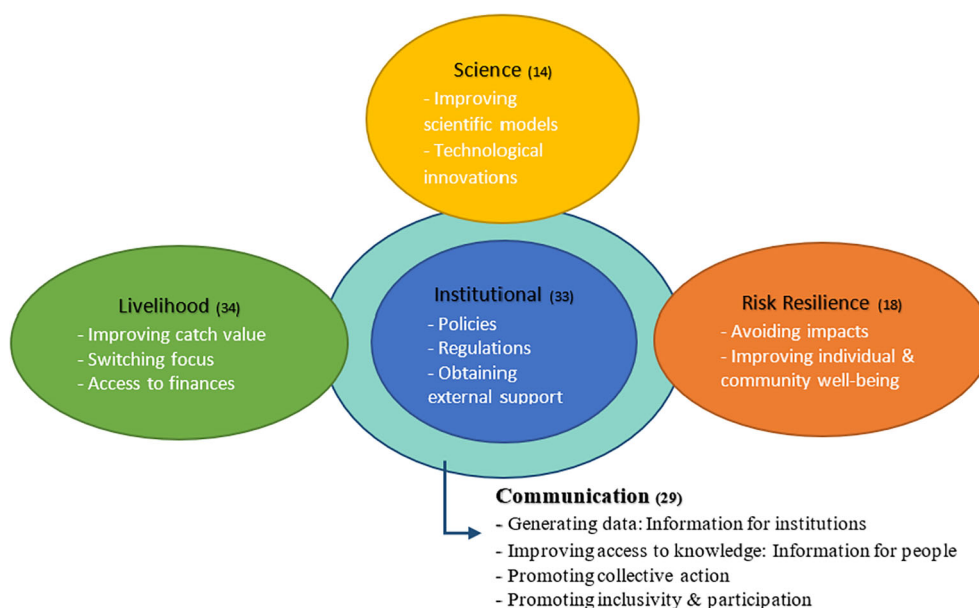 Science (14)
- Improving
scientific models
- Technological
innovations
Livelihood (34)
- Improving catch value
- Switching focus
- Access to finances
Institutional (33)
- Policies
- Regulations
- Obtaining
external support
Risk Resilience (18)
- Avoiding impacts
- Improving individual &
community well-being
Communication (29)
- Generating data: Information for institutions
- Improving access to knowledge: Information for people
- Promoting collective action
- Promoting inclusivity & participation